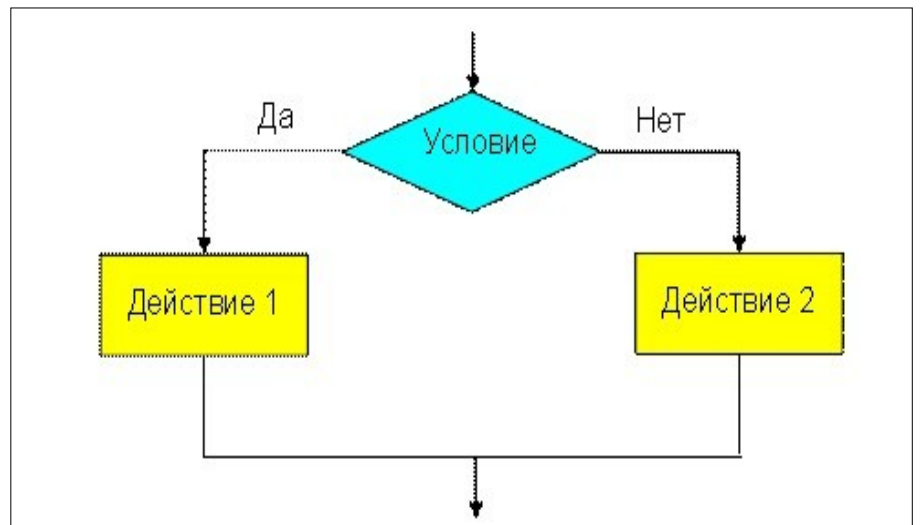 Да
Условие
Нет
Действие 1
Действие 2